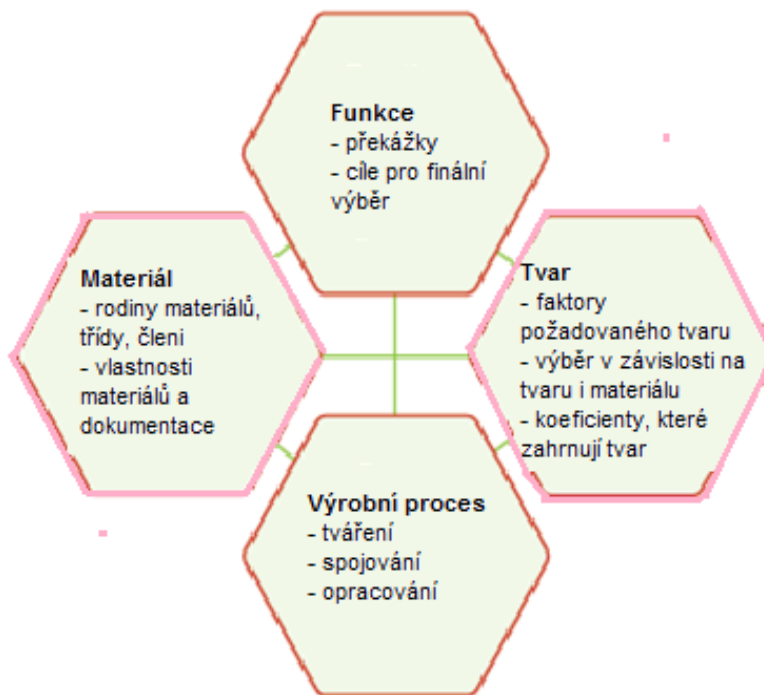 Funkce
- překážky
- cíle pro finální
výběr
Materiál
- rodiny materiálů,
třídy, členi
- vlastnosti
materiálů a
dokumentace
Tvar
- faktory
požadovaného tvaru
- výběr v závislosti na
tvaru i materiálu
- koeficienty, které
zahrnují tvar
Výrobní proces
- tváření
- spojování
- opracování